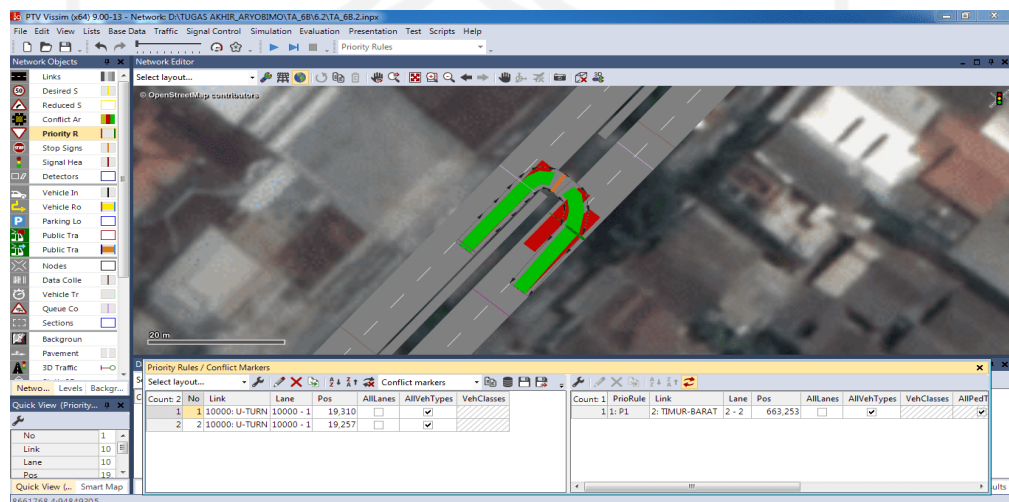 PTV Vissim (x64) 9.00-13 - Network: D:\TUGAS AKHIR_ARYOBIMO\TA_6B\6.2\TA_6B.2.inpx
File Edit View Lists Base Data Traffic Signal Control Simulation Evaluation Presentation Test Scripts Help
Priority Rules
Network Objects
Network Editor
Select layout...
© OpenStreetMap contributors
Links
Desired S
Reduced S
Conflict Ar
Priority R
Stop Signs
Signal Hea
Detectors
Vehicle In
Vehicle Ro
Parking Lo
Public Tra
Public Tra
Nodes
Data Colle
Vehicle Tr
Queue Co
Sections
Backgroun
Pavement
3D Traffic
20 m
Netwo... Levels Backgr...
Quick View (Priority...
No 1
Link 10
Lane 10
Pos 19
Quick View (... Smart Map
Priority Rules / Conflict Markers
Select layout... Conflict markers
Count: 2 No Link Lane Pos AllLanes AllVehTypes VehClasses
1 1 10000: U-TURN 10000 - 1 19,310
2 2 10000: U-TURN 10000 - 1 19,257
Count: 1 PrioRule Link Lane Pos AllLanes AllVehTypes VehClasses AllPedT
1 1: P1 2: TIMUR-BARAT 2 - 2 663,253
ults